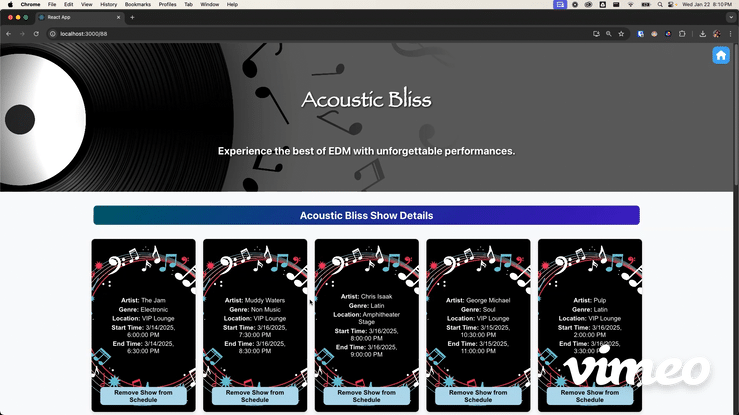 Chrome File Edit View History Bookmarks Profiles Tab Window Help
Wed Jan 22 8:10 PM
React App
localhost:3000/88
Acoustic Bliss
Experience the best of EDM with unforgettable performances.
Acoustic Bliss Show Details
Artist: The Jam
Genre: Electronic
Location: VIP Lounge
Start Time: 3/14/2025,
6:00:00 PM
End Time: 3/14/2025,
6:30:00 PM
Remove Show from
Schedule
Artist: Muddy Waters
Genre: Non Music
Location: VIP Lounge
Start Time: 3/16/2025,
7:30:00 PM
End Time: 3/16/2025,
8:30:00 PM
Remove Show from
Schedule
Artist: Chris Isaak
Genre: Latin
Location: Amphitheater
Stage
Start Time: 3/16/2025,
8:00:00 PM
End Time: 3/16/2025,
9:00:00 PM
Remove Show from
Schedule
Artist: George Michael
Genre: Soul
Location: VIP Lounge
Start Time: 3/15/2025,
10:30:00 PM
End Time: 3/15/2025,
11:00:00 PM
Remove Show from
Schedule
Artist: Pulp
Genre: Latin
Location: VIP Lounge
Start Time: 3/16/2025,
2:00:00 PM
End Time: 3/16/2025,
3:30:00 PM
Remove Show from
Schedule
vimeo